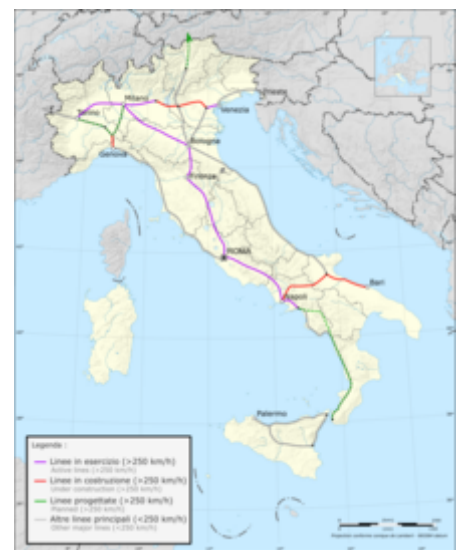 Trieste
Milano
Torino
Venezia
Bologna
Genova
Firenze
ROMA
Bari
Napoli
Palermo
Legenda :
Linee in esercizio (>250 km/h)
Active lines (>250 km/h)
Linee in costruzione (>250 km/h)
Under construction (>250 km/h)
Linee progettate (>250 km/h)
Planned (>250 km/h)
Altre linee principali (<250 km/h)
Other major lines (<250 km/h)